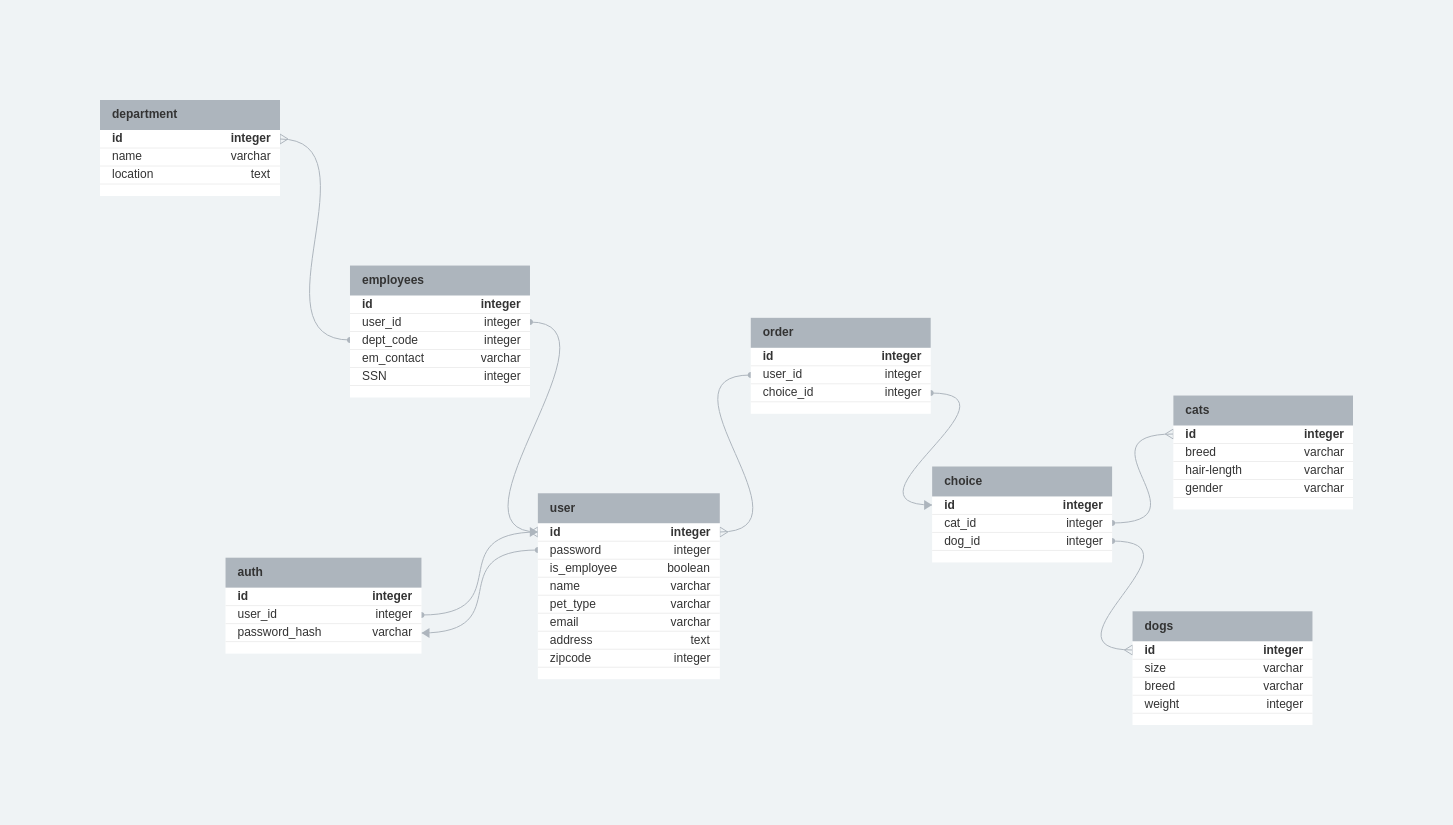 department
id integer
name varchar
location text
employees
id integer
user_id integer
dept_code integer
em_contact varchar
SSN integer
order
id integer
user_id integer
choice_id integer
cats
id integer
breed varchar
hair-length varchar
gender varchar
choice
id integer
cat_id integer
dog_id integer
user
id integer
password integer
is_employee boolean
name varchar
pet_type varchar
email varchar
address text
zipcode integer
auth
id integer
user_id integer
password_hash varchar
dogs
id integer
size varchar
breed varchar
weight integer